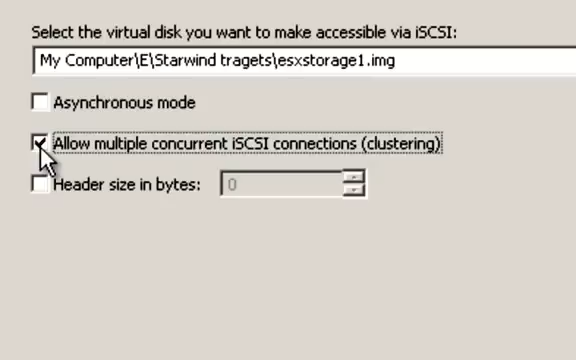 Select the virtual disk you want to make accessible via iSCSI:
My Computer\E\Starwind tragets\esxstorage1.img
Asynchronous mode
Allow multiple concurrent iSCSI connections (clustering)
Header size in bytes: 0